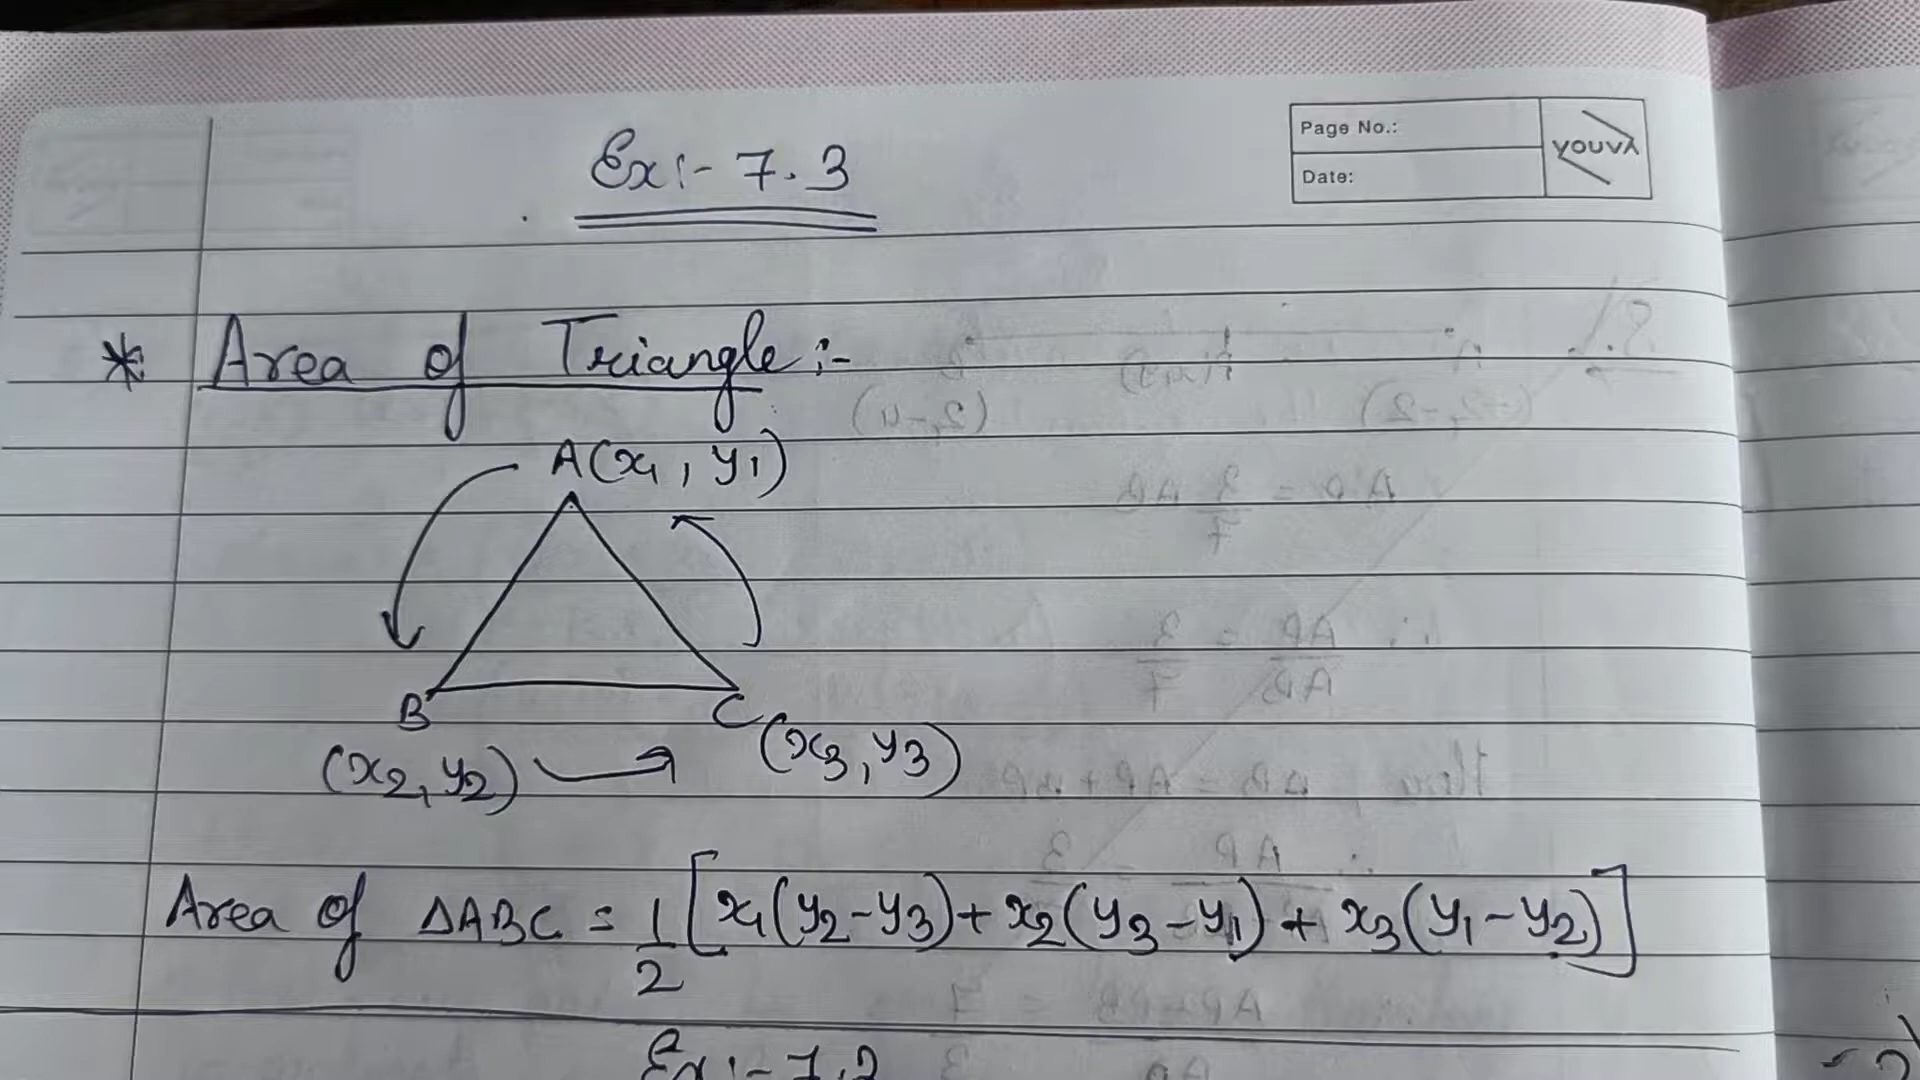 Ex:- 7.3
Page No.:
Date:
YOUVA
* Area of Triangle:-
A(x1, y1)
B
C
(x2, y2)
(x3, y3)
Area of ΔABC = 1/2 [x1(y2-y3) + x2(y3-y1) + x3(y1-y2)]